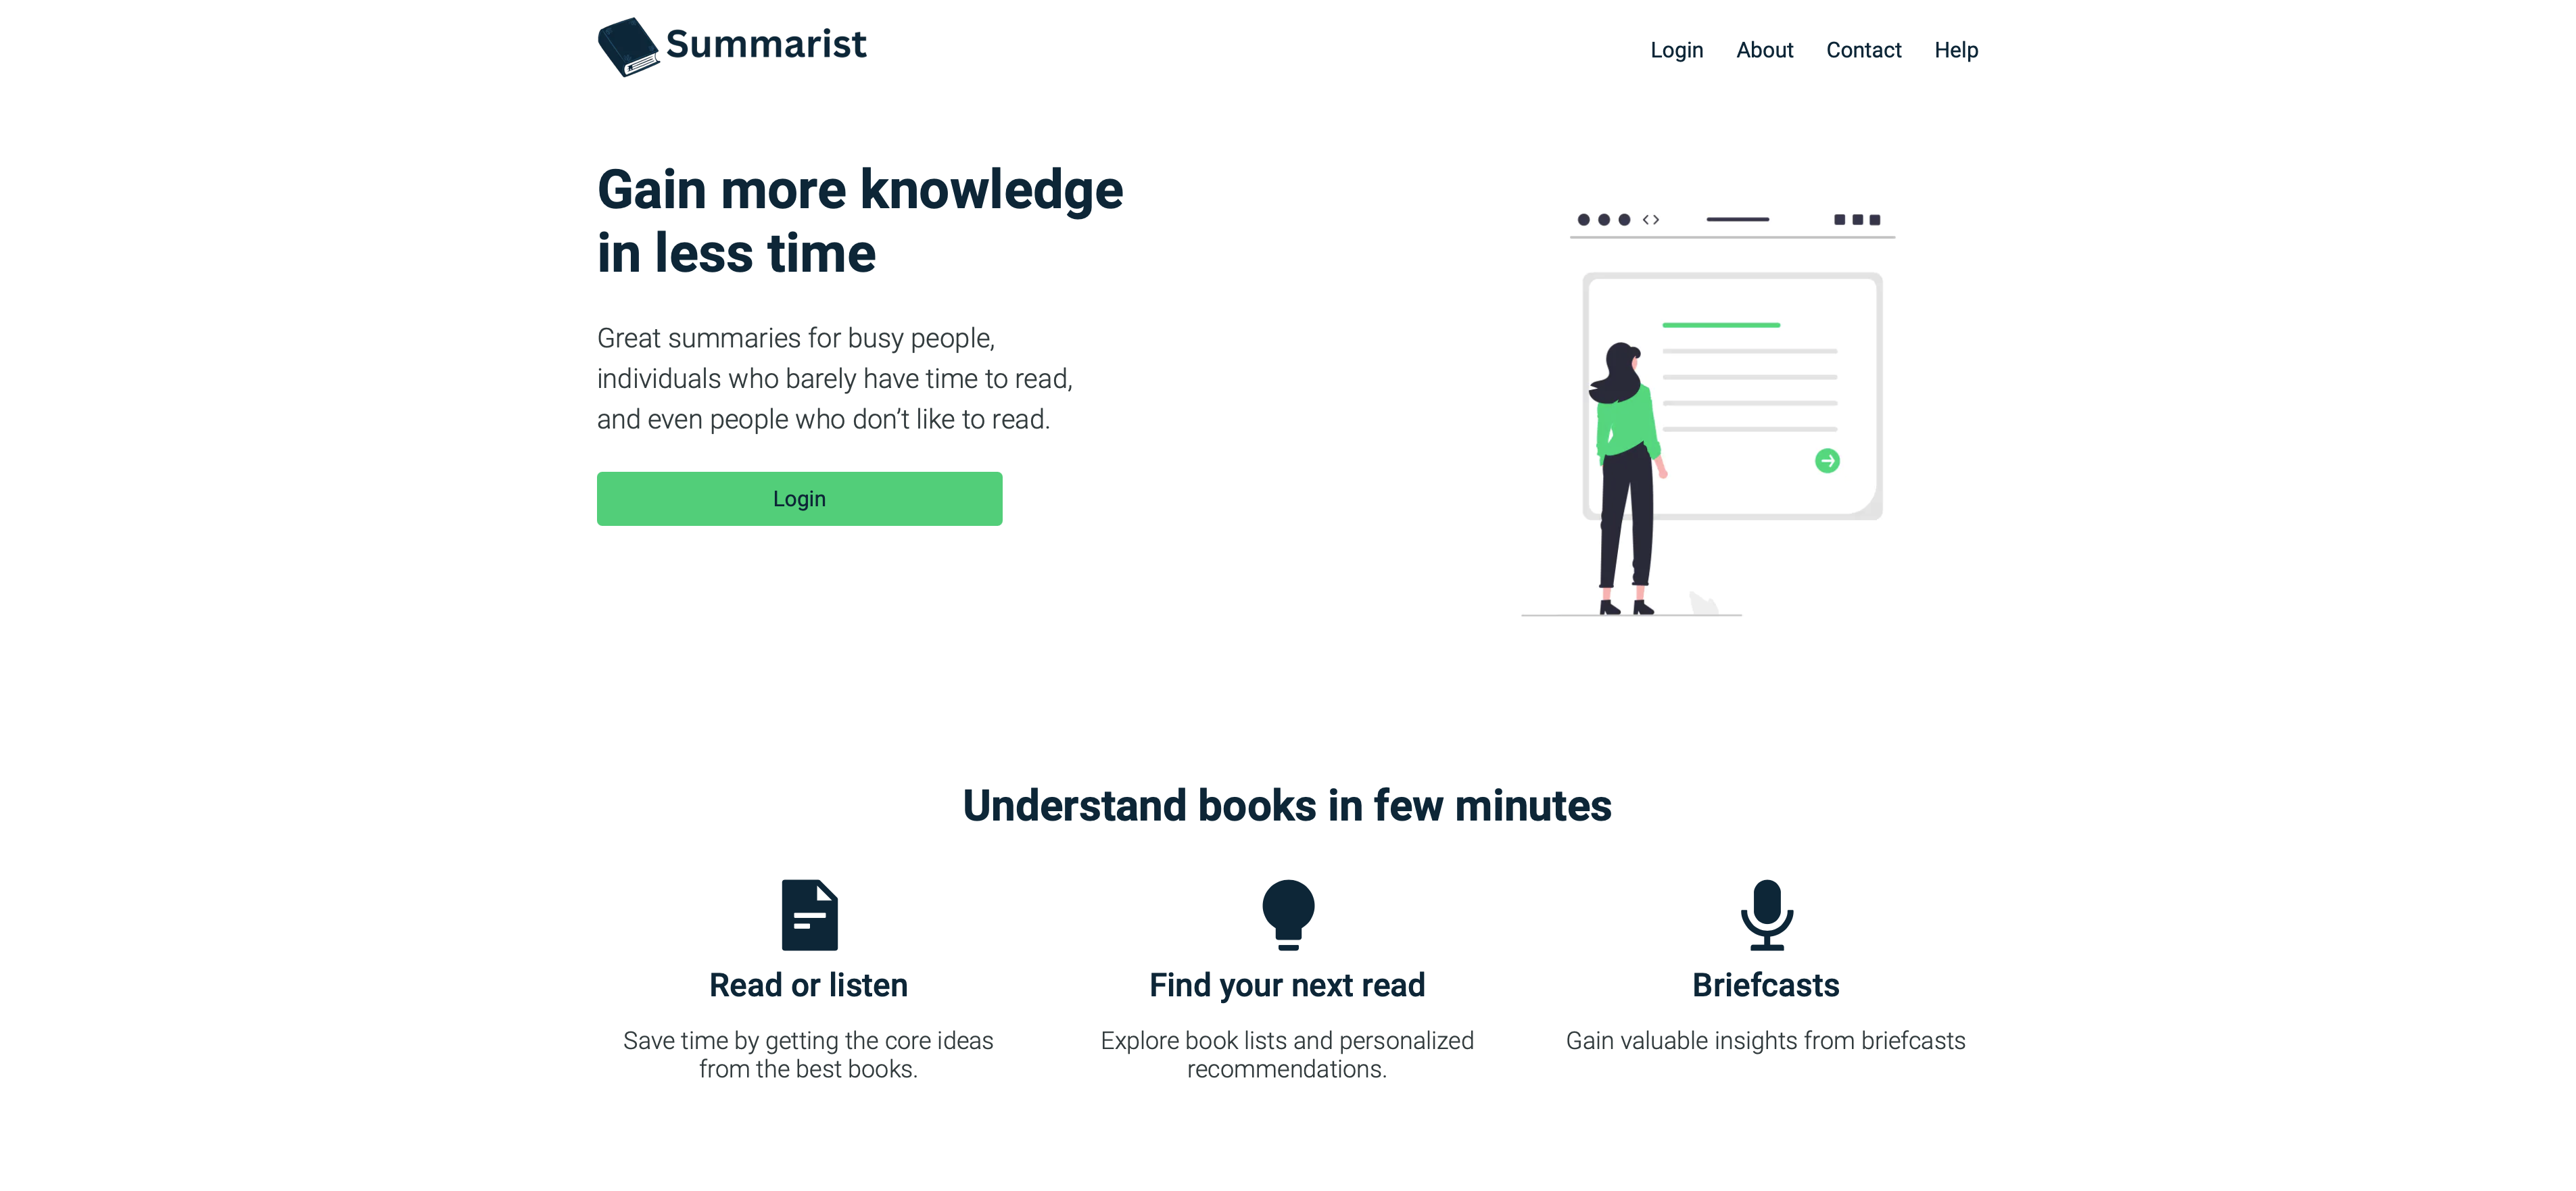 Summarist
Login About Contact Help
Gain more knowledge
in less time
Great summaries for busy people,
individuals who barely have time to read,
and even people who don’t like to read.
Login
Understand books in few minutes
Read or listen
Save time by getting the core ideas
from the best books.
Find your next read
Explore book lists and personalized
recommendations.
Briefcasts
Gain valuable insights from briefcasts